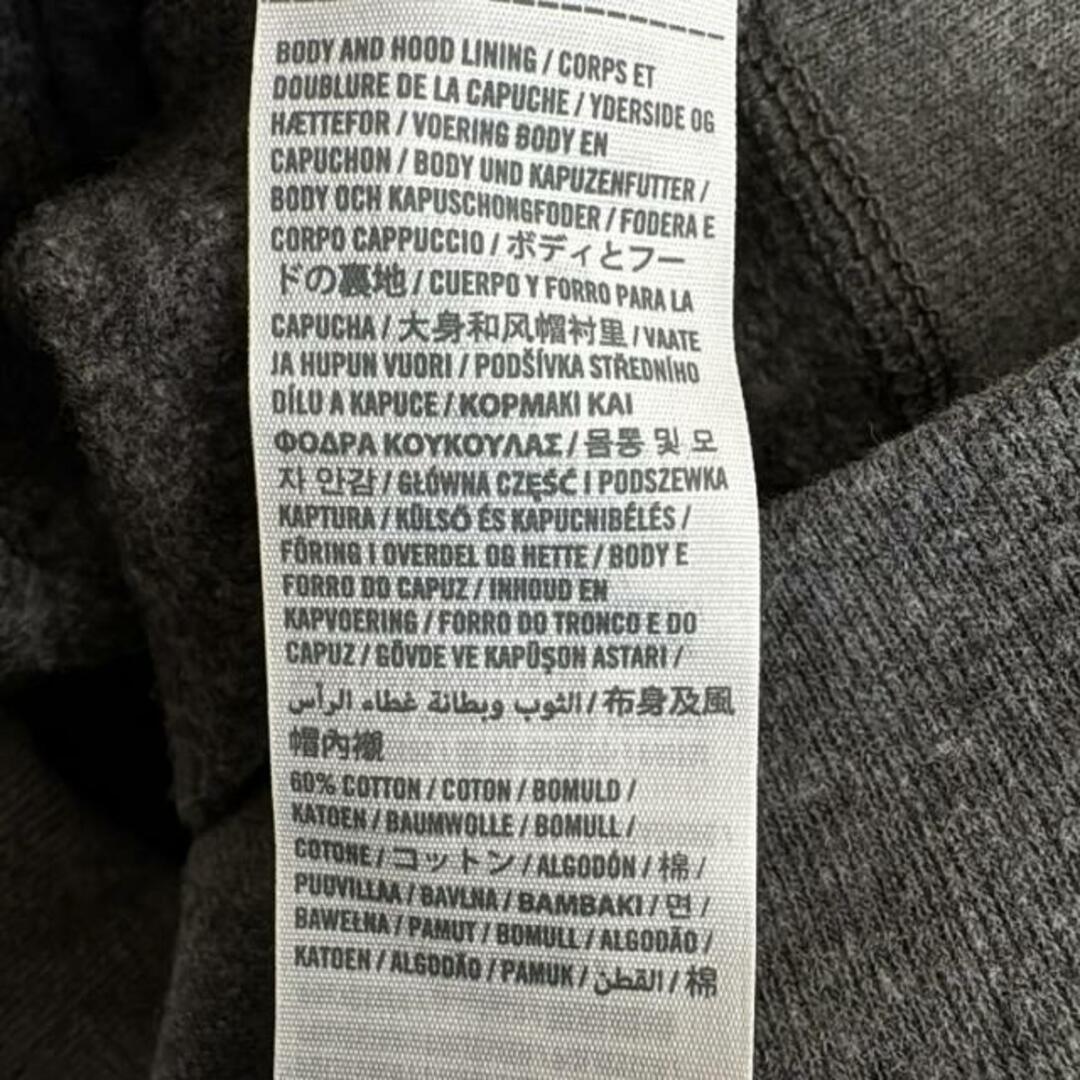 BODY AND HOOD LINING / CORPS ET
DOUBLURE DE LA CAPUCHE / YDERSIDE OG
HÆTTEFOR / VOERING BODY EN
CAPUCHON / BODY UND KAPUZENFUTTER /
BODY OCH KAPUSCHONGFODER / FODERA E
CORPO CAPPUCCIO / ボディとフー
ドの裏地 / CUERPO Y FORRO PARA LA
CAPUCHA / 大身和风帽衬里 / VAATE
JA HUPUN VUORI / PODŠÍVKA STŘEDNÍHO
DÍLU A KAPUCE / ΚΟΡΜΑΚΙ ΚΑΙ
ΦΟΔΡΑ ΚΟΥΚΟΥΛΑΣ / 몸통 및 모
자 안감 / GŁÓWNA CZĘŚĆ I PODSZEWKA
KAPTURA / KÜLSŐ ÉS KAPUCNIBÉLÉS /
FÔRING I OVERDEL OG HETTE / BODY E
FORRO DO CAPUZ / INHOUD EN
KAPVOERING / FORRO DO TRONCO E DO
CAPUZ / GÖVDE VE KAPÜŞON ASTARI /
الثوب وبطانة غطاء الرأس / 布身及風
帽內襯
60% COTTON / COTON / BOMULD /
KATOEN / BAUMWOLLE / BOMULL /
COTONE / コットン / ALGODÓN / 棉 /
PUUVILLAA / BAVLNA / ΒΑΜΒΑΚΙ / 면 /
BAWEŁNA / PAMUT / BOMULL / ALGODÃO /
KATOEN / ALGODÃO / PAMUK / القطن / 棉